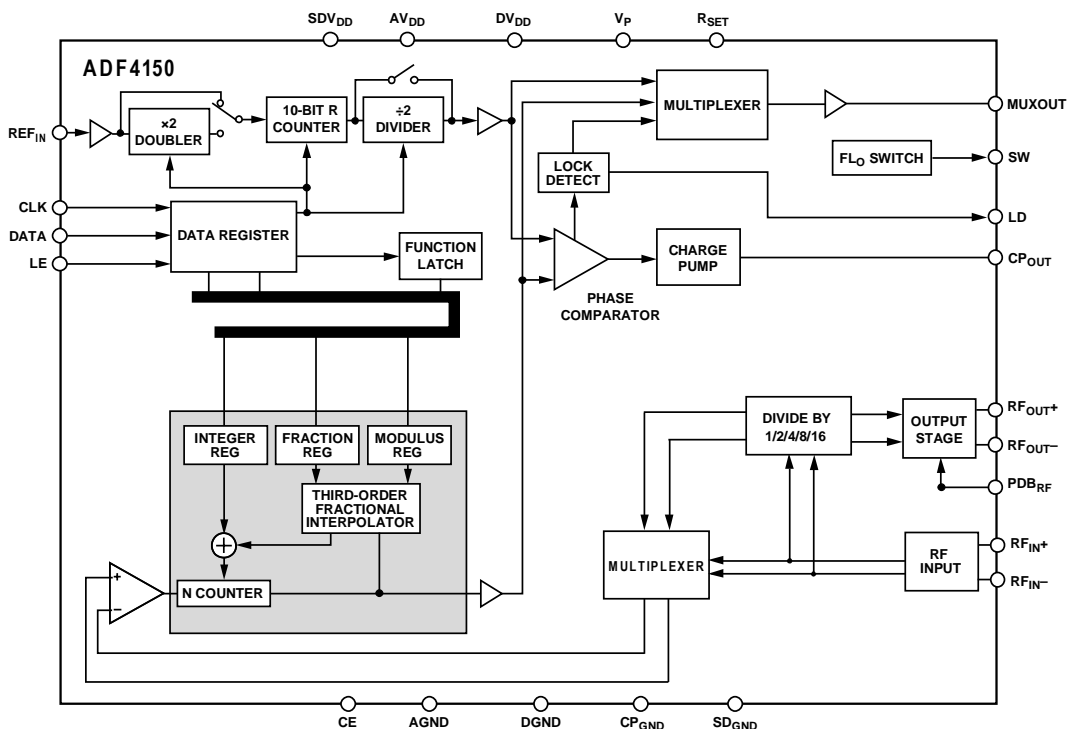 SDVDD
AVDD
DVDD
VP
RSET
ADF4150
REFIN
×2
DOUBLER
10-BIT R
COUNTER
÷2
DIVIDER
MULTIPLEXER
MUXOUT
LOCK
DETECT
FLO SWITCH
SW
LD
CLK
DATA
LE
DATA REGISTER
FUNCTION
LATCH
CHARGE
PUMP
CPOUT
PHASE
COMPARATOR
INTEGER
REG
FRACTION
REG
MODULUS
REG
THIRD-ORDER
FRACTIONAL
INTERPOLATOR
+
N COUNTER
+
–
DIVIDE BY
1/2/4/8/16
OUTPUT
STAGE
RFOUT+
RFOUT–
PDBRF
MULTIPLEXER
RF
INPUT
RFIN+
RFIN–
CE
AGND
DGND
CPGND
SDGND